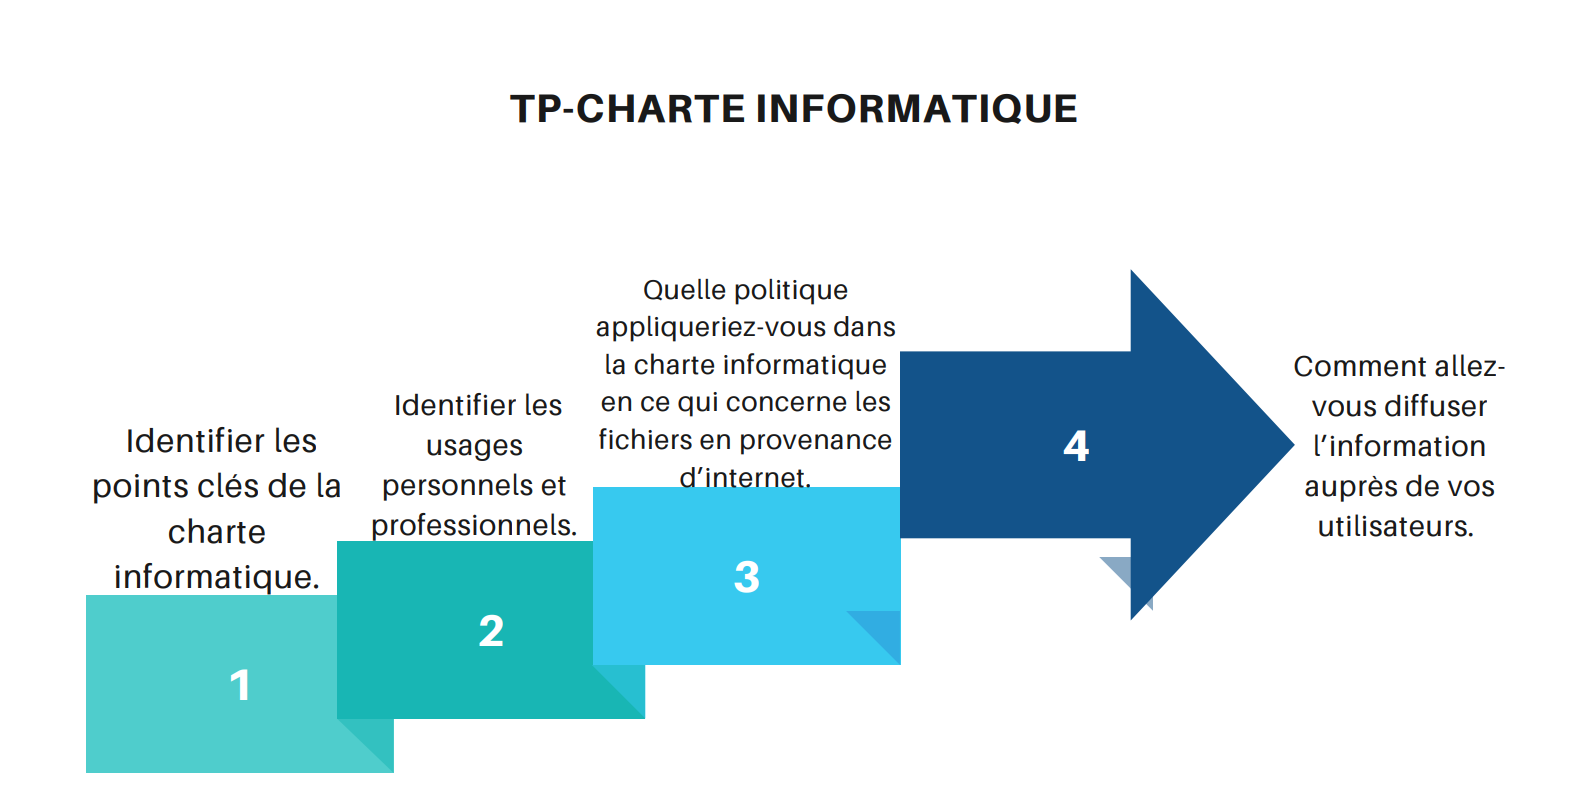 TP-CHARTE INFORMATIQUE
Identifier les
points clés de la
charte
informatique.
1
Identifier les
usages
personnels et
professionnels.
2
Quelle politique
appliqueriez-vous dans
la charte informatique
en ce qui concerne les
fichiers en provenance
d’internet.
3
4
Comment allez-
vous diffuser
l’information
auprès de vos
utilisateurs.